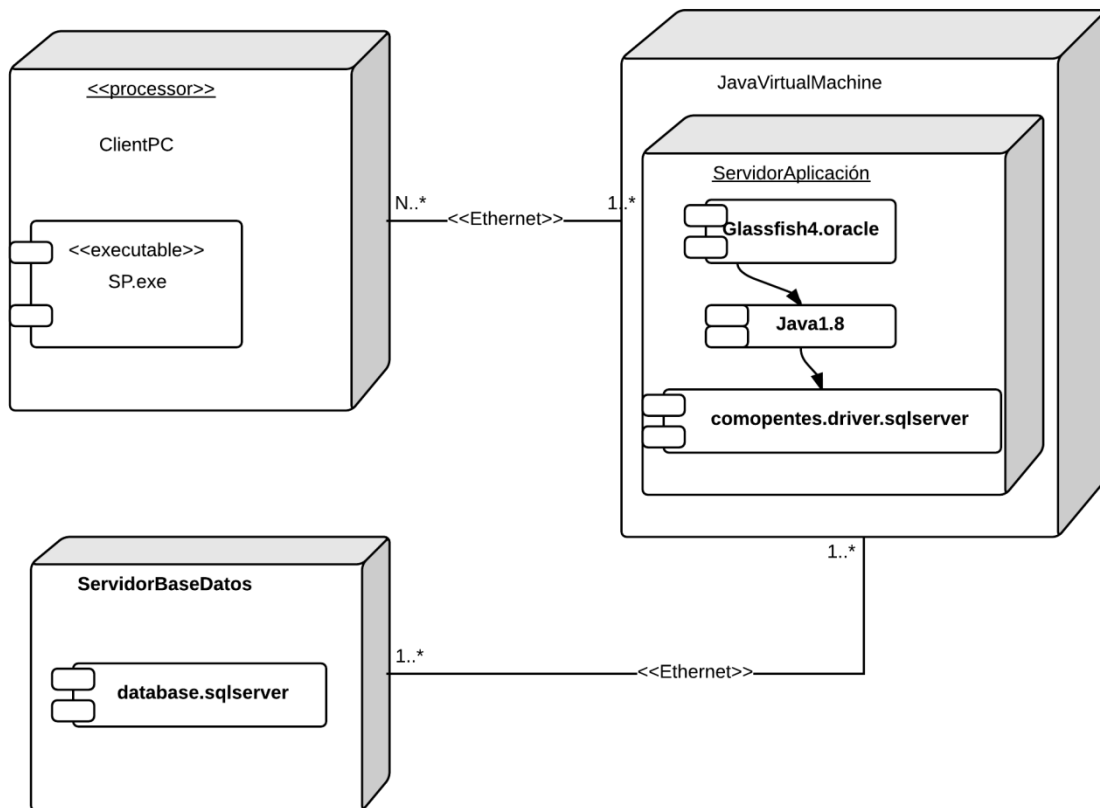 <<processor>>
ClientPC
<<executable>>
SP.exe
N..*
<<Ethernet>>
1..*
JavaVirtualMachine
ServidorAplicación
Glassfish4.oracle
Java1.8
comopentes.driver.sqlserver
1..*
ServidorBaseDatos
database.sqlserver
1..*
<<Ethernet>>